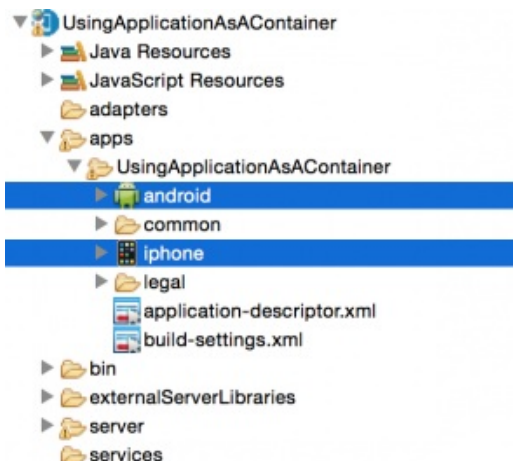 UsingApplicationAsAContainer
Java Resources
JavaScript Resources
adapters
apps
UsingApplicationAsAContainer
android
common
iphone
legal
application-descriptor.xml
build-settings.xml
bin
externalServerLibraries
server
services